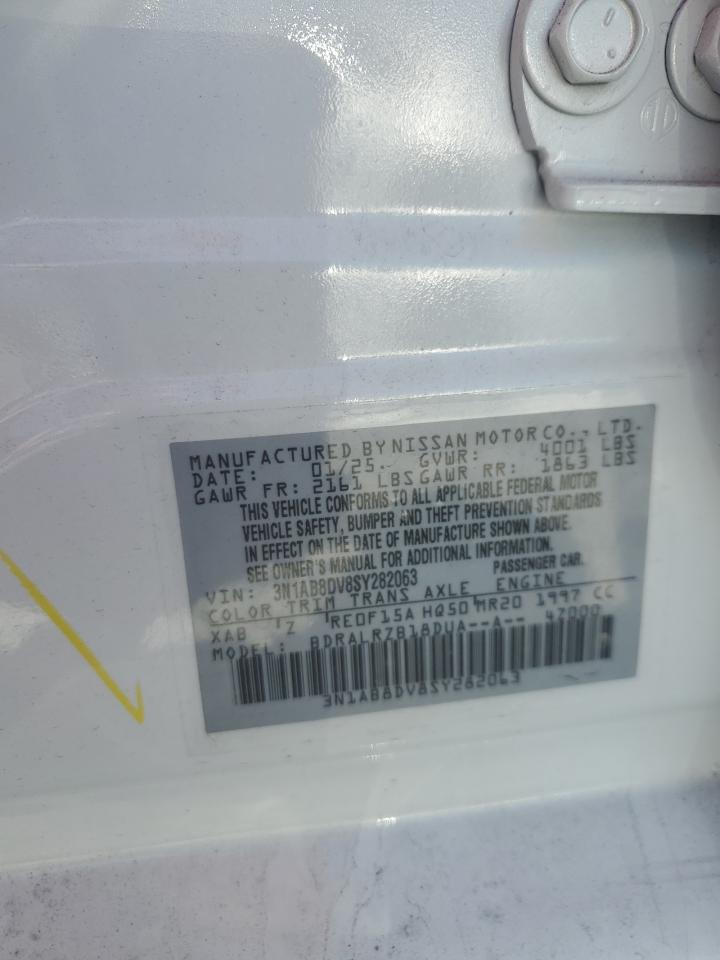 MANUFACTURED BY NISSAN MOTOR CO., LTD.
DATE: 01/25 GVWR: 4001 LBS
GAWR FR: 2161 LBS GAWR RR: 1863 LBS
THIS VEHICLE CONFORMS TO ALL APPLICABLE FEDERAL MOTOR
VEHICLE SAFETY, BUMPER AND THEFT PREVENTION STANDARDS
IN EFFECT ON THE DATE OF MANUFACTURE SHOWN ABOVE.
SEE OWNER'S MANUAL FOR ADDITIONAL INFORMATION.
VIN: 3N1AB8DV8SY282063 PASSENGER CAR.
COLOR TRIM TRANS AXLE ENGINE
XAB Z RE0F15A HQ50 MR20 1997 CC
MODEL: BDRALRZB18DUA--A-- 47000
3N1AB8DV8SY282063